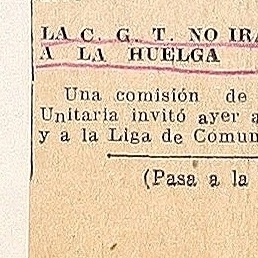 LA C. G. T. NO IRA
A LA HUELGA
Una comisión de
Unitaria invitó ayer a
y a la Liga de Comun
(Pasa a la